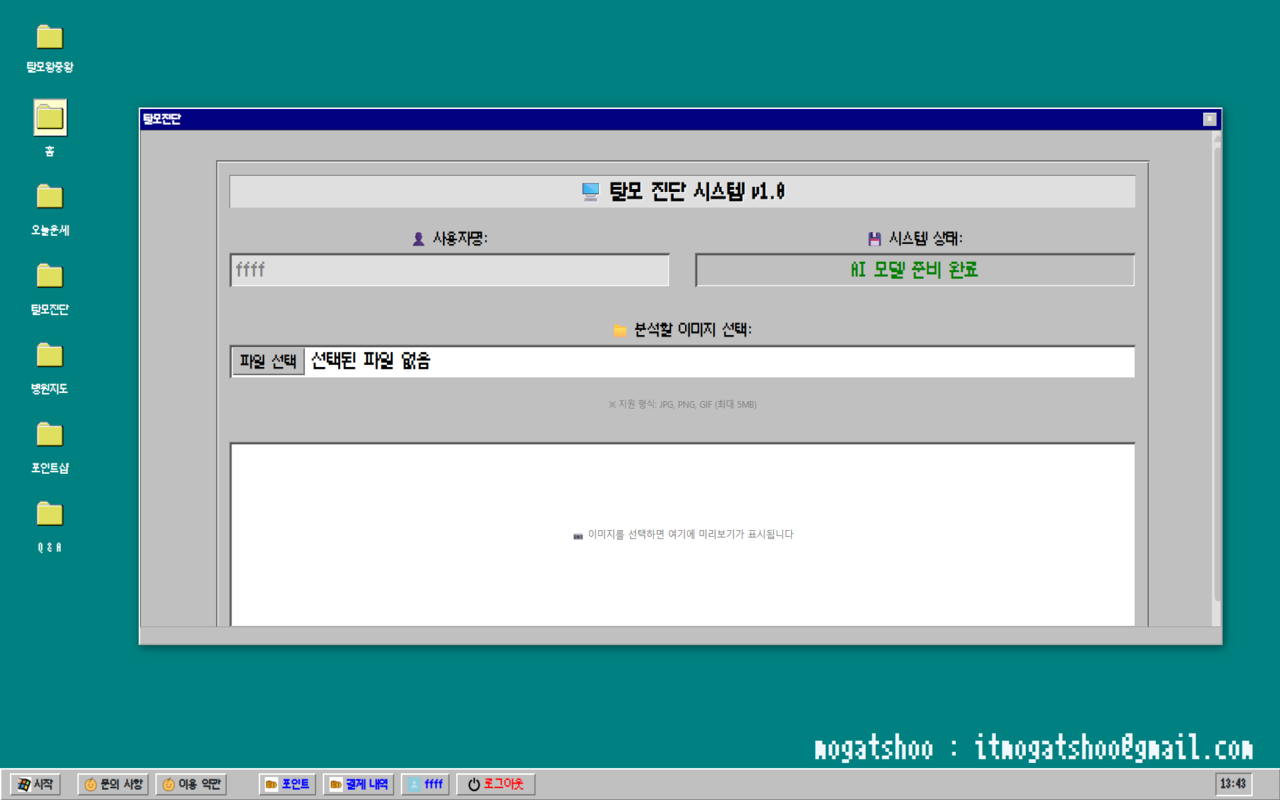 탈모왕중왕
홈
오늘운세
탈모진단
병원지도
포인트샵
Q & A
탈모진단
탈모 진단 시스템 v1.0
사용자명:
시스템 상태:
ffff
AI 모델 준비 완료
분석할 이미지 선택:
파일 선택 선택된 파일 없음
※ 지원 형식: JPG, PNG, GIF (최대 5MB)
이미지를 선택하면 여기에 미리보기가 표시됩니다
mogatshoo : itmogatshoo@gmail.com
시작 문의 사항 이용 약관 포인트 결제 내역 ffff 로그아웃 13:43